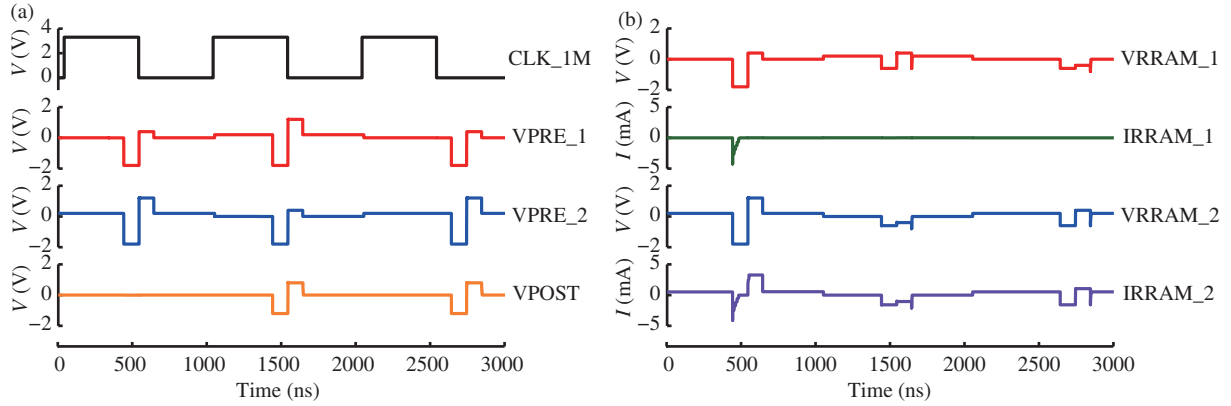 (a)
4
2
0
V (V)
CLK_1M
2
0
−2
V (V)
VPRE_1
2
0
−2
V (V)
VPRE_2
2
0
−2
V (V)
VPOST
0 500 1000 1500 2000 2500 3000
Time (ns)
(b)
2
0
−2
V (V)
VRRAM_1
5
0
−5
I (mA)
IRRAM_1
2
0
−2
V (V)
VRRAM_2
5
0
−5
I (mA)
IRRAM_2
0 500 1000 1500 2000 2500 3000
Time (ns)